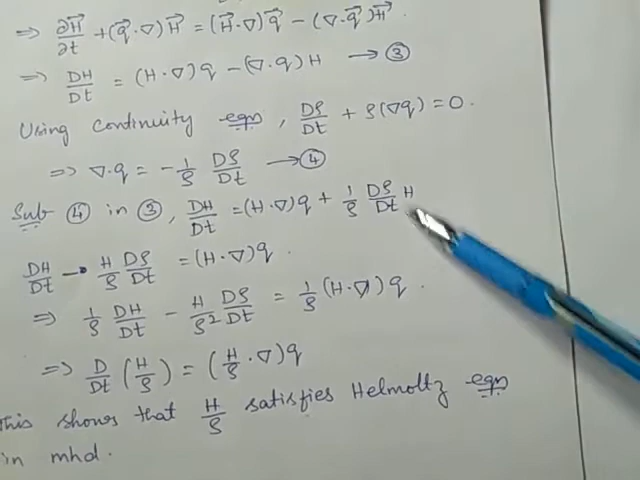 ⇒ ∂H⃗/∂t + (q⃗·∇)H⃗ = (H⃗·∇)q⃗ − (∇·q⃗)H⃗
⇒ DH/Dt = (H·∇)q − (∇·q)H → ③
Using Continuity eqn, Dρ/Dt + ρ(∇q) = 0.
⇒ ∇·q = −1/ρ Dρ/Dt → ④
Sub ④ in ③, DH/Dt = (H·∇)q + 1/ρ Dρ/Dt H
DH/Dt − H/ρ Dρ/Dt = (H·∇)q.
⇒ 1/ρ DH/Dt − H/ρ² Dρ/Dt = 1/ρ (H·∇)q.
⇒ D/Dt (H/ρ) = (H/ρ·∇)q
This shows that H/ρ satisfies Helmoltz eqn
in mhd.